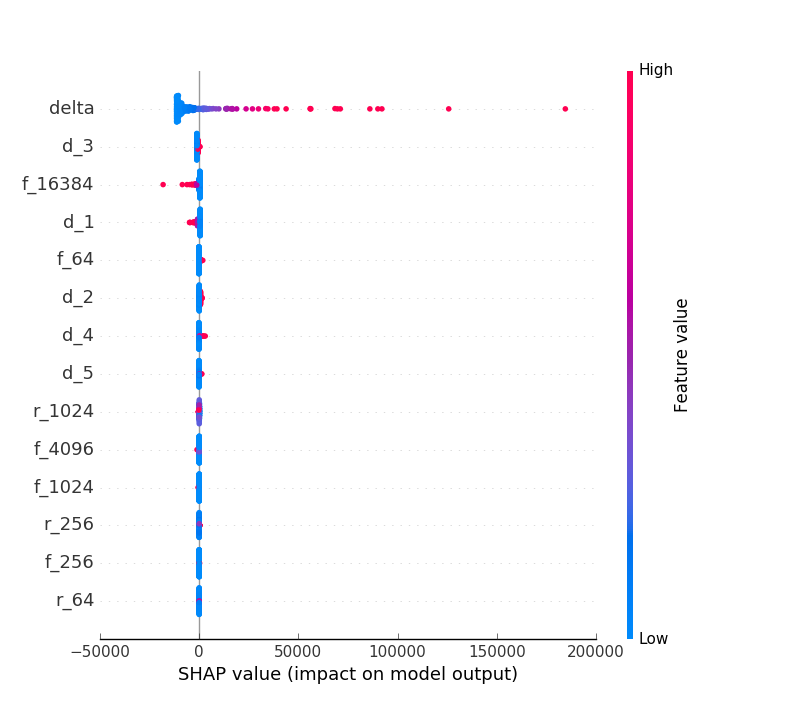 High
delta
d_3
f_16384
d_1
f_64
d_2
d_4
d_5
r_1024
f_4096
f_1024
r_256
f_256
r_64
Feature value
Low
−50000 0 50000 100000 150000 200000
SHAP value (impact on model output)